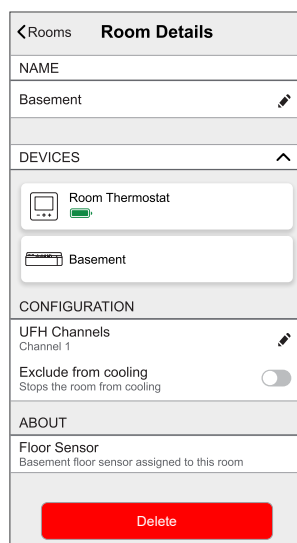 Rooms Room Details
NAME
Basement
DEVICES
Room Thermostat
Basement
CONFIGURATION
UFH Channels
Channel 1
Exclude from cooling
Stops the room from cooling
ABOUT
Floor Sensor
Basement floor sensor assigned to this room
Delete